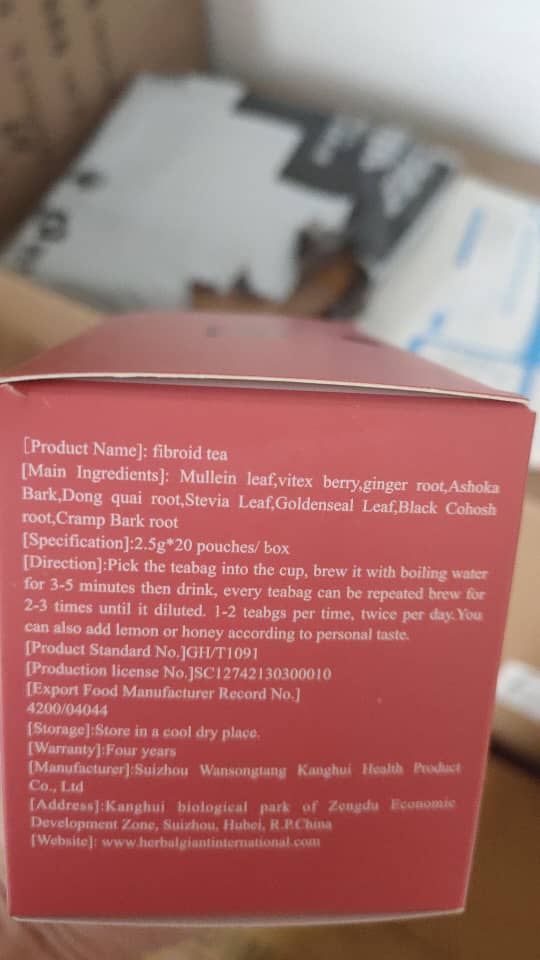 [Product Name]: fibroid tea
[Main Ingredients]: Mullein leaf,vitex berry,ginger root,Ashoka
Bark,Dong quai root,Stevia Leaf,Goldenseal Leaf,Black Cohosh
root,Cramp Bark root
[Specification]:2.5g*20 pouches/ box
[Direction]:Pick the teabag into the cup, brew it with boiling water
for 3-5 minutes then drink, every teabag can be repeated brew for
2-3 times until it diluted. 1-2 teabgs per time, twice per day.You
can also add lemon or honey according to personal taste.
[Product Standard No.]GH/T1091
[Production license No.]SC12742130300010
[Export Food Manufacturer Record No.]
4200/04044
[Storage]:Store in a cool dry place.
[Warranty]:Four years
[Manufacturer]:Suizhou Wansongtang Kanghui Health Product
Co., Ltd
[Address]:Kanghui biological park of Zengdu Economic
Development Zone, Suizhou, Hubei, R.P.China
[Website]: www.herbalgiantinternational.com